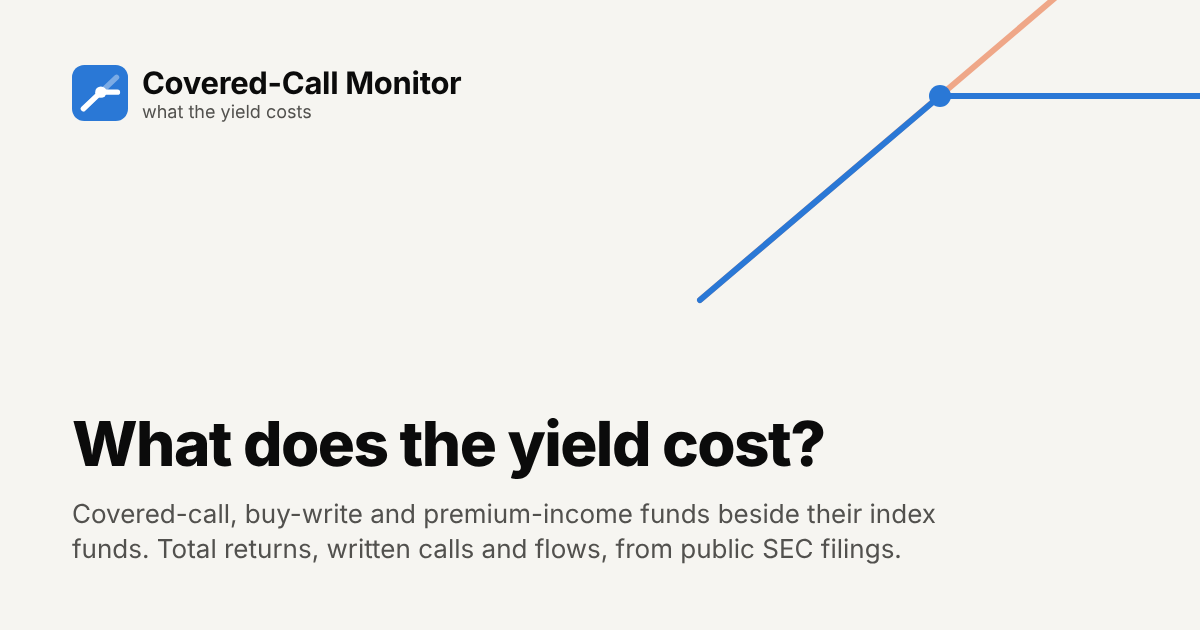 Covered-Call Monitor
what the yield costs
What does the yield cost?
Covered-call, buy-write and premium-income funds beside their index
funds. Total returns, written calls and flows, from public SEC filings.